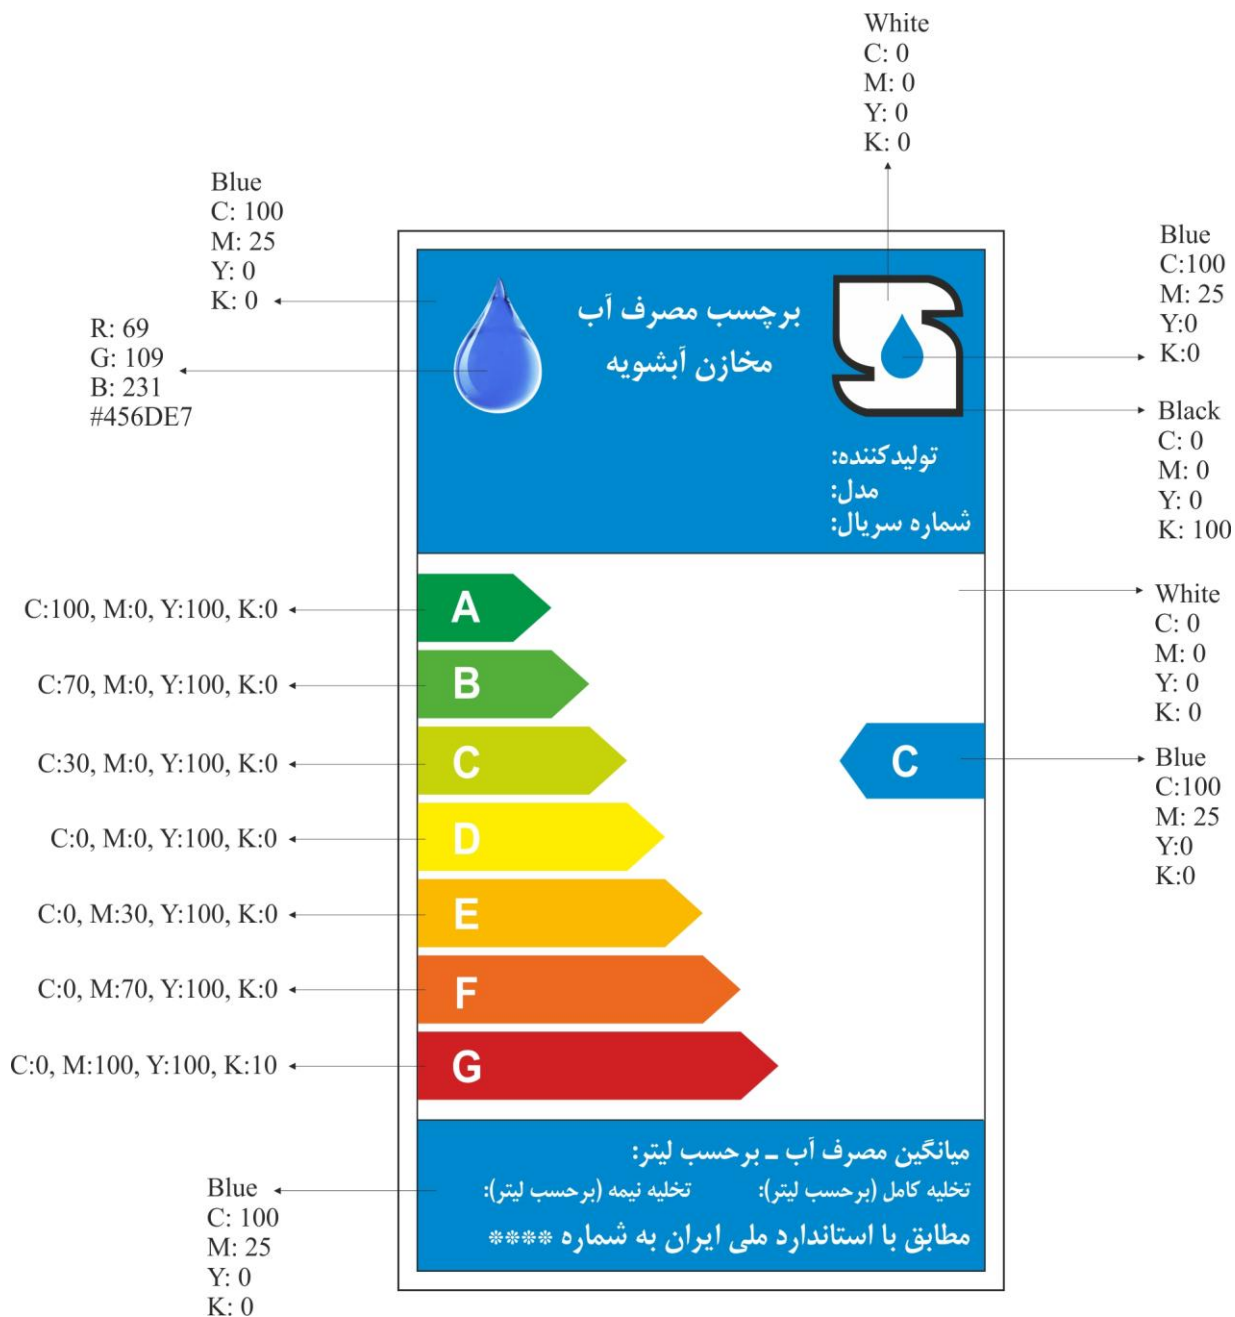 White
C: 0
M: 0
Y: 0
K: 0
Blue
C: 100
M: 25
Y: 0
K: 0
R: 69
G: 109
B: 231
#456DE7
برچسب مصرف آب
مخازن آبشویه
تولیدکننده:
مدل:
شماره سریال:
Blue
C:100
M: 25
Y:0
K:0
Black
C: 0
M: 0
Y: 0
K: 100
C:100, M:0, Y:100, K:0
A
C:70, M:0, Y:100, K:0
B
C:30, M:0, Y:100, K:0
C
C:0, M:0, Y:100, K:0
D
C:0, M:30, Y:100, K:0
E
C:0, M:70, Y:100, K:0
F
C:0, M:100, Y:100, K:10
G
White
C: 0
M: 0
Y: 0
K: 0
C
Blue
C:100
M: 25
Y:0
K:0
میانگین مصرف آب ـ برحسب لیتر:
تخلیه کامل (برحسب لیتر): تخلیه نیمه (برحسب لیتر):
مطابق با استاندارد ملی ایران به شماره ****
Blue
C: 100
M: 25
Y: 0
K: 0